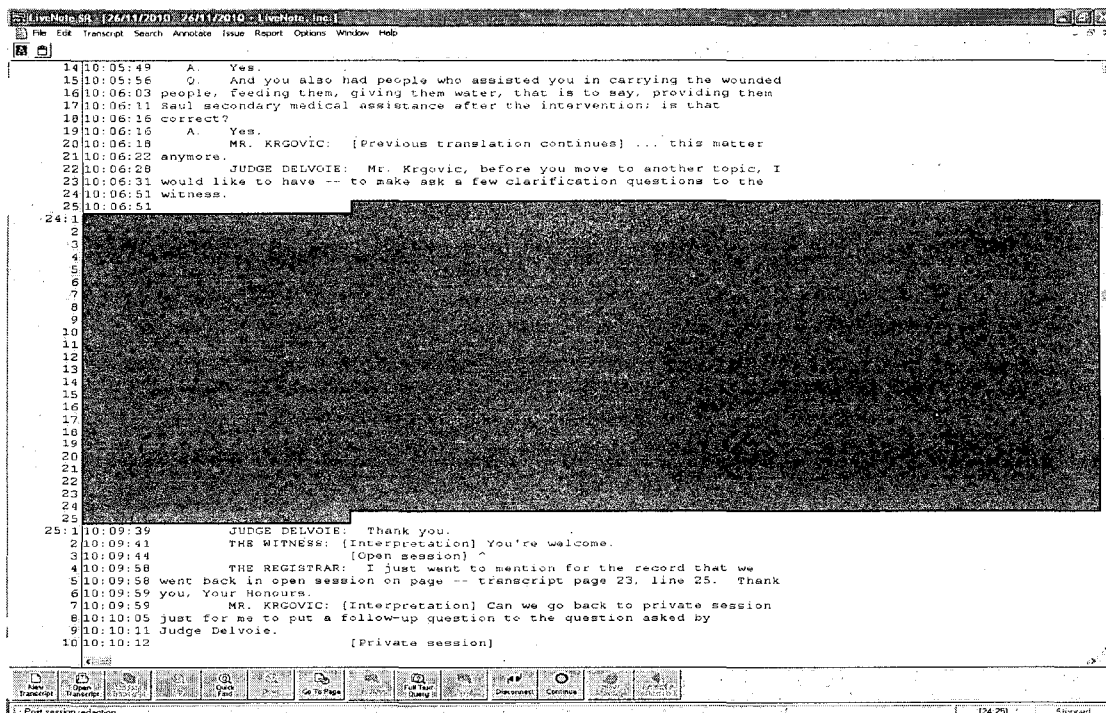 LiveNote SR - [26/11/2010 26/11/2010 - LiveNote, Inc.]
File Edit Transcript Search Annotate Issue Report Options Window Help
14 10:05:49 A. Yes.
15 10:05:56 Q. And you also had people who assisted you in carrying the wounded
16 10:06:03 people, feeding them, giving them water, that is to say, providing them
17 10:06:11 Saul secondary medical assistance after the intervention; is that
18 10:06:16 correct?
19 10:06:16 A. Yes.
20 10:06:18 MR. KRGOVIC: [Previous translation continues] ... this matter
21 10:06:22 anymore.
22 10:06:28 JUDGE DELVOIE: Mr. Krgovic, before you move to another topic, I
23 10:06:31 would like to have -- to make ask a few clarification questions to the
24 10:06:51 witness.
25 10:06:51
24:1
2
3
4
5
6
7
8
9
10
11
12
13
14
15
16
17
18
19
20
21
22
23
24
25
25:1 10:09:39 JUDGE DELVOIE: Thank you.
2 10:09:41 THE WITNESS: [Interpretation] You're welcome.
3 10:09:44 [Open session] ^
4 10:09:58 THE REGISTRAR: I just want to mention for the record that we
5 10:09:58 went back in open session on page -- transcript page 23, line 25. Thank
6 10:09:59 you, Your Honours.
7 10:09:59 MR. KRGOVIC: [Interpretation] Can we go back to private session
8 10:10:05 just for me to put a follow-up question to the question asked by
9 10:10:11 Judge Delvoie.
10 10:10:12 [Private session]
New Transcript Open Transcript Quick Find Go To Page Full Text Query Disconnect Continue
Port session redaction [24:25]